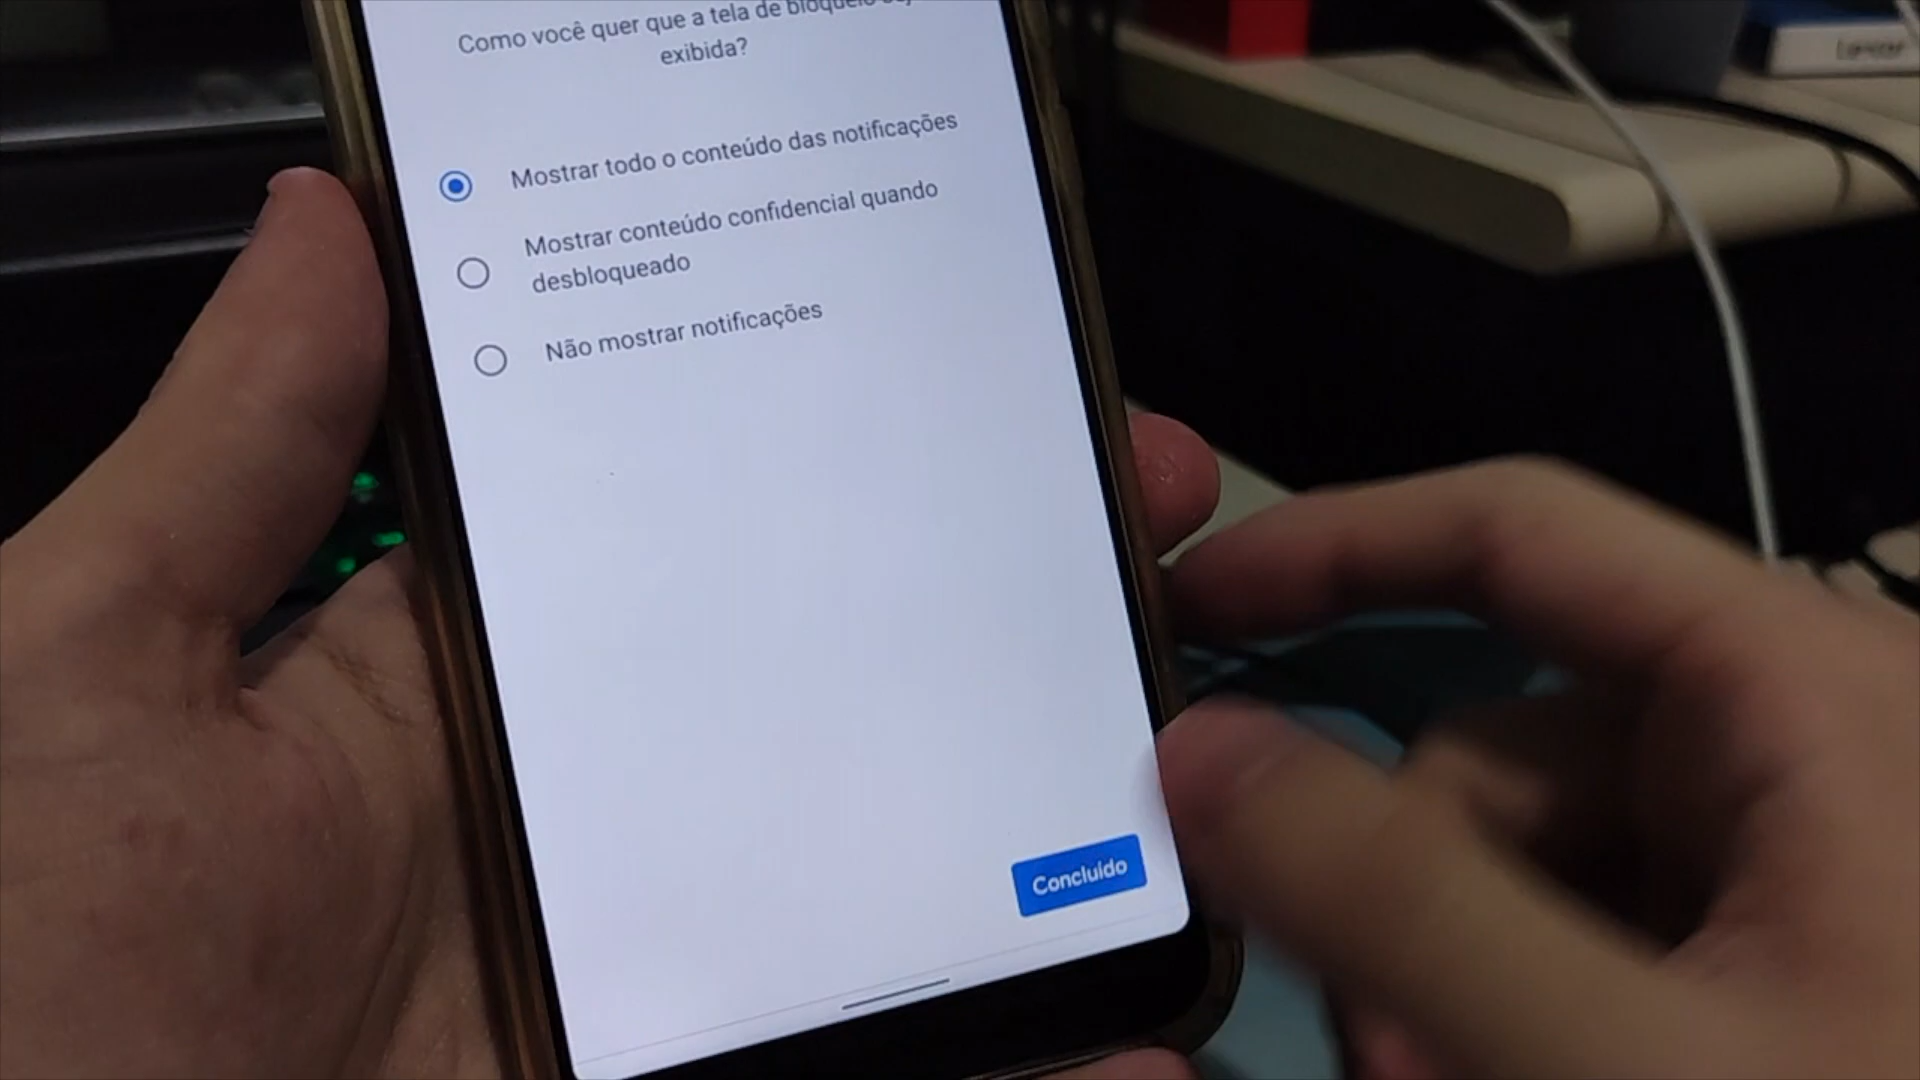 Como você quer que a tela de bloqueio
exibida?
Mostrar todo o conteúdo das notificações
Mostrar conteúdo confidencial quando
desbloqueado
Não mostrar notificações
Concluído